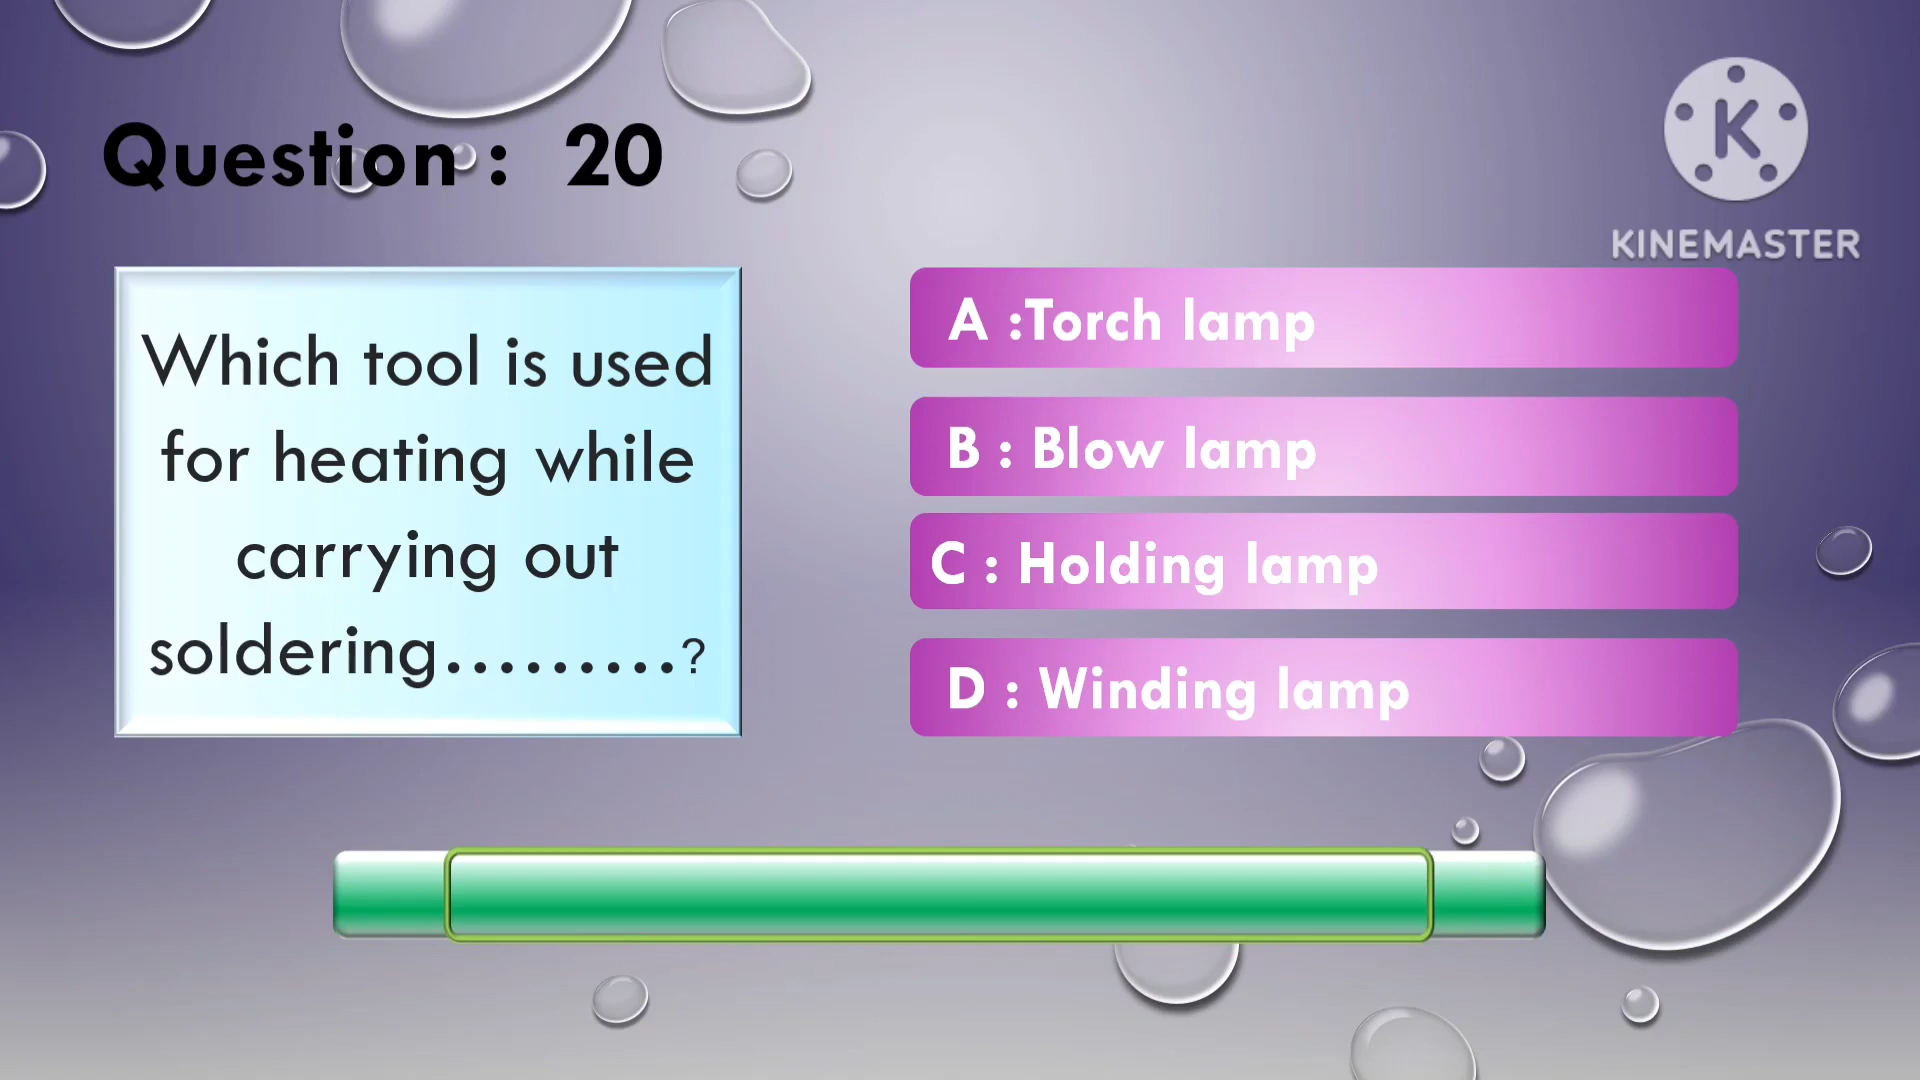 Question : 20
K
KINEMASTER
Which tool is used
for heating while
carrying out
soldering.........?
A :Torch lamp
B : Blow lamp
C : Holding lamp
D : Winding lamp